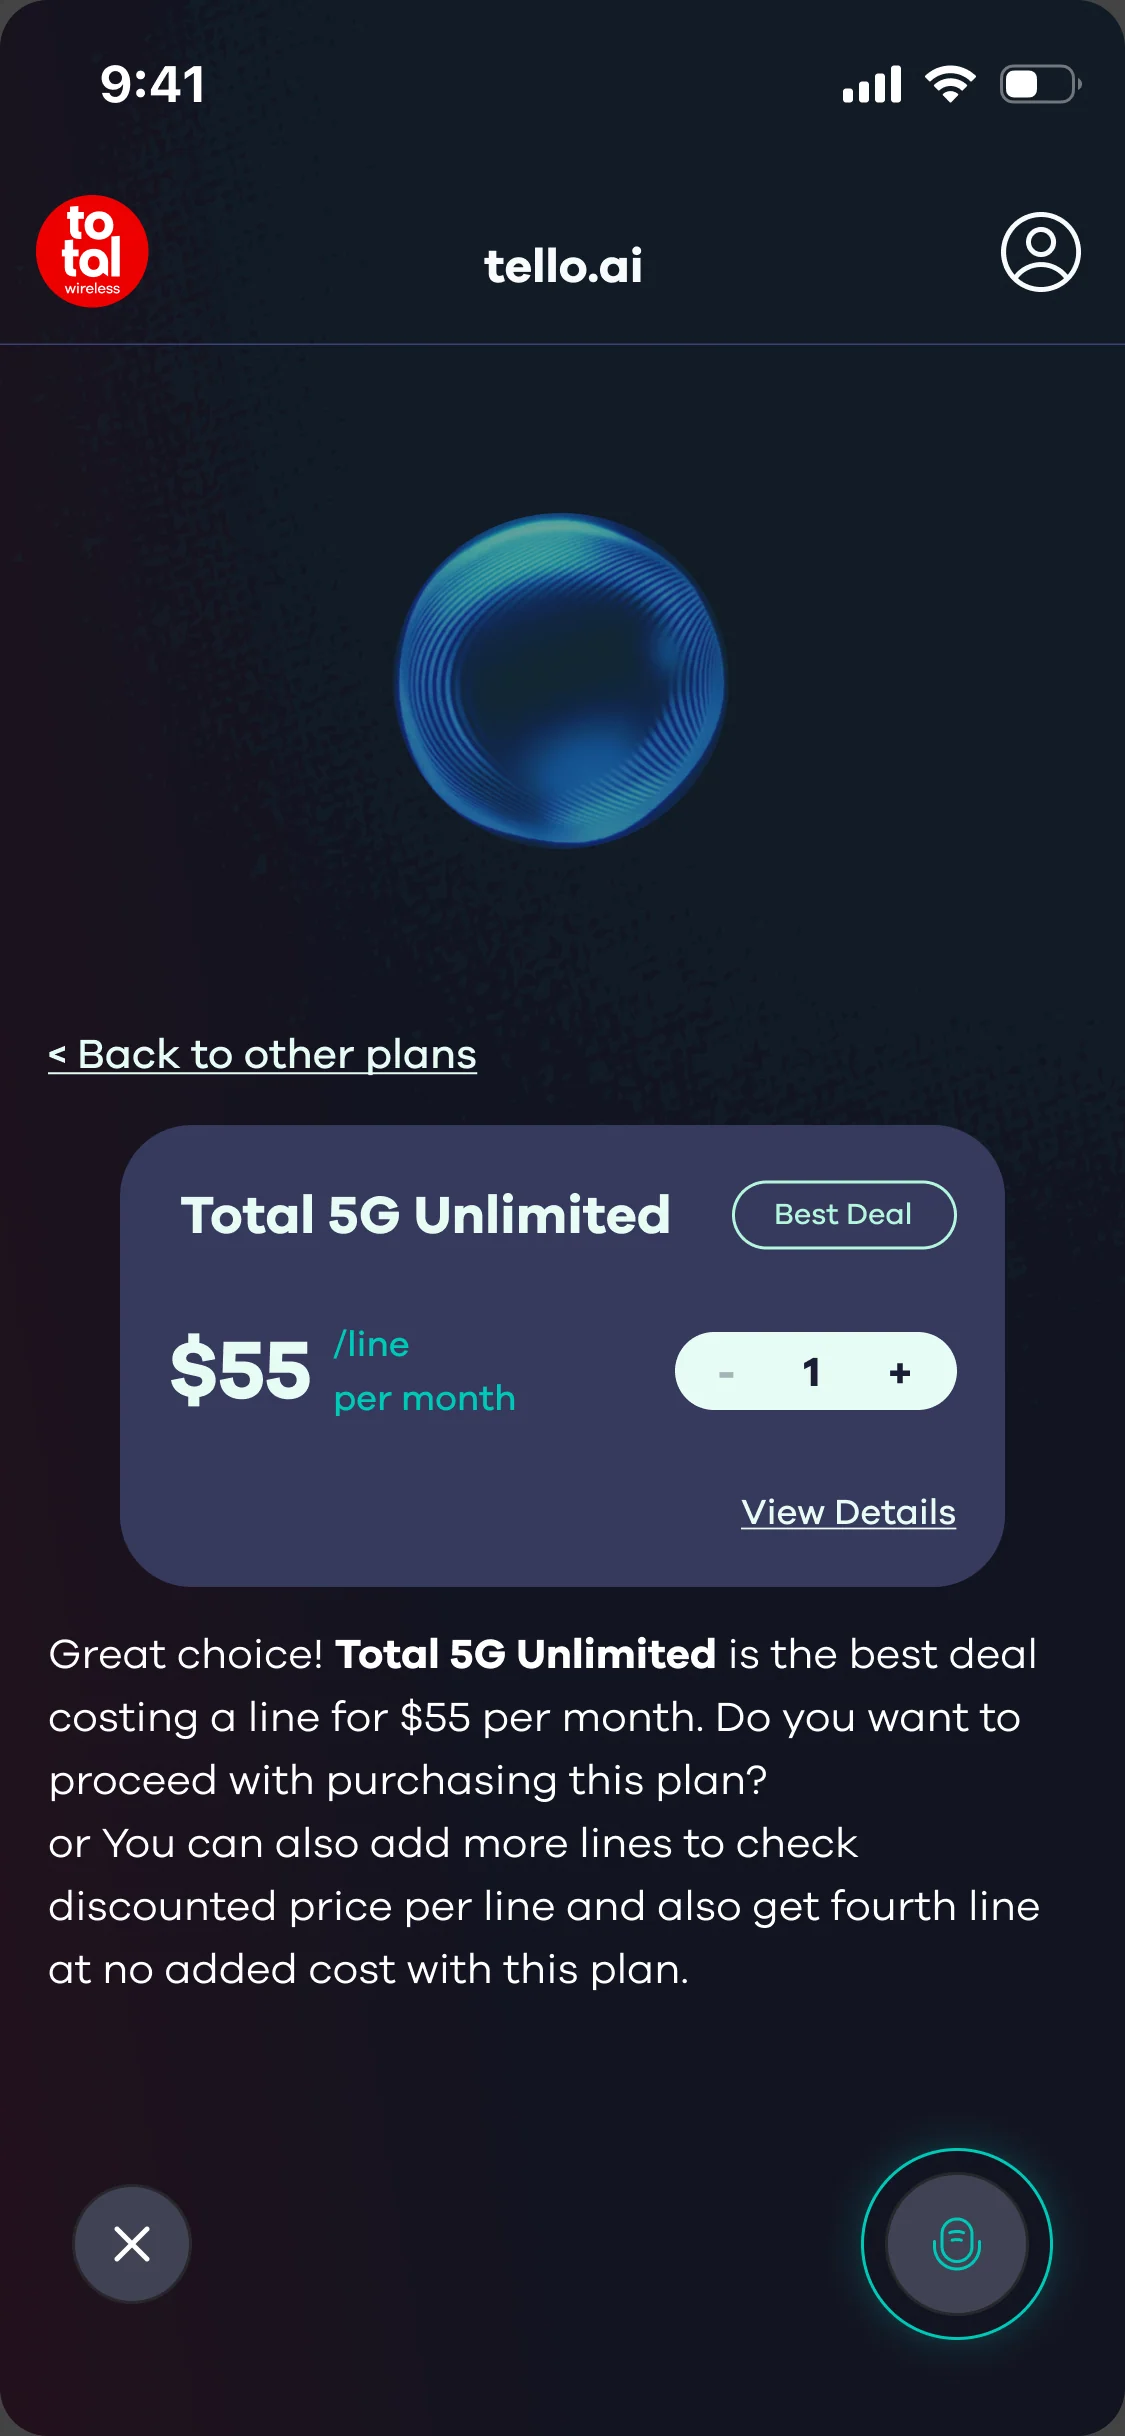 9:41
to
tal
wireless
tello.ai
< Back to other plans
Total 5G Unlimited
Best Deal
$55 /line
per month
- 1 +
View Details
Great choice! Total 5G Unlimited is the best deal
costing a line for $55 per month. Do you want to
proceed with purchasing this plan?
or You can also add more lines to check
discounted price per line and also get fourth line
at no added cost with this plan.